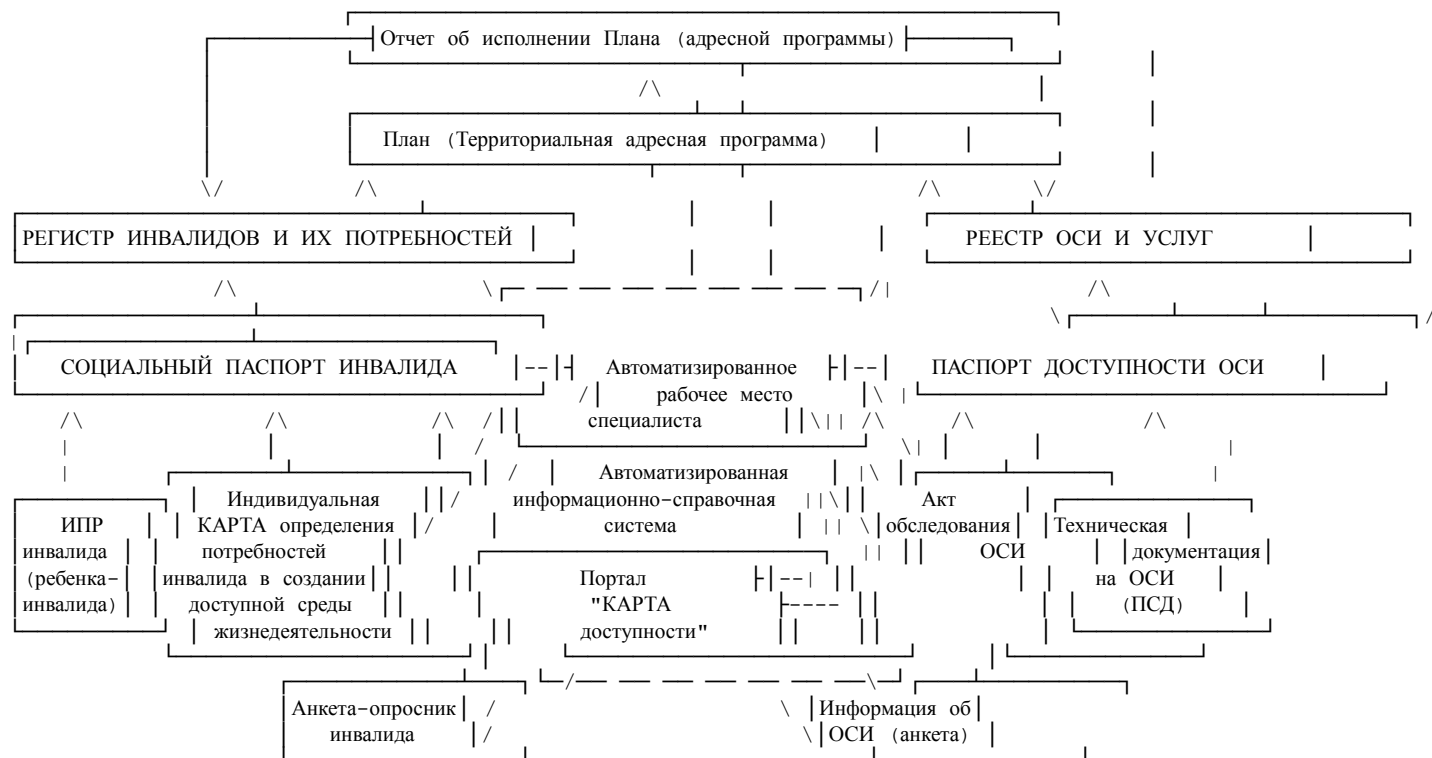 Отчет об исполнении Плана (адресной программы)
План (Территориальная адресная программа)
РЕГИСТР ИНВАЛИДОВ И ИХ ПОТРЕБНОСТЕЙ
РЕЕСТР ОСИ И УСЛУГ
СОЦИАЛЬНЫЙ ПАСПОРТ ИНВАЛИДА
Автоматизированное
рабочее место
специалиста
ПАСПОРТ ДОСТУПНОСТИ ОСИ
Автоматизированная
информационно-справочная
система
ИПР
инвалида
(ребенка-
инвалида)
Индивидуальная
КАРТА определения
потребностей
инвалида в создании
доступной среды
жизнедеятельности
Портал
"КАРТА
доступности"
Акт
обследования
ОСИ
Техническая
документация
на ОСИ
(ПСД)
Анкета-опросник
инвалида
Информация об
ОСИ (анкета)